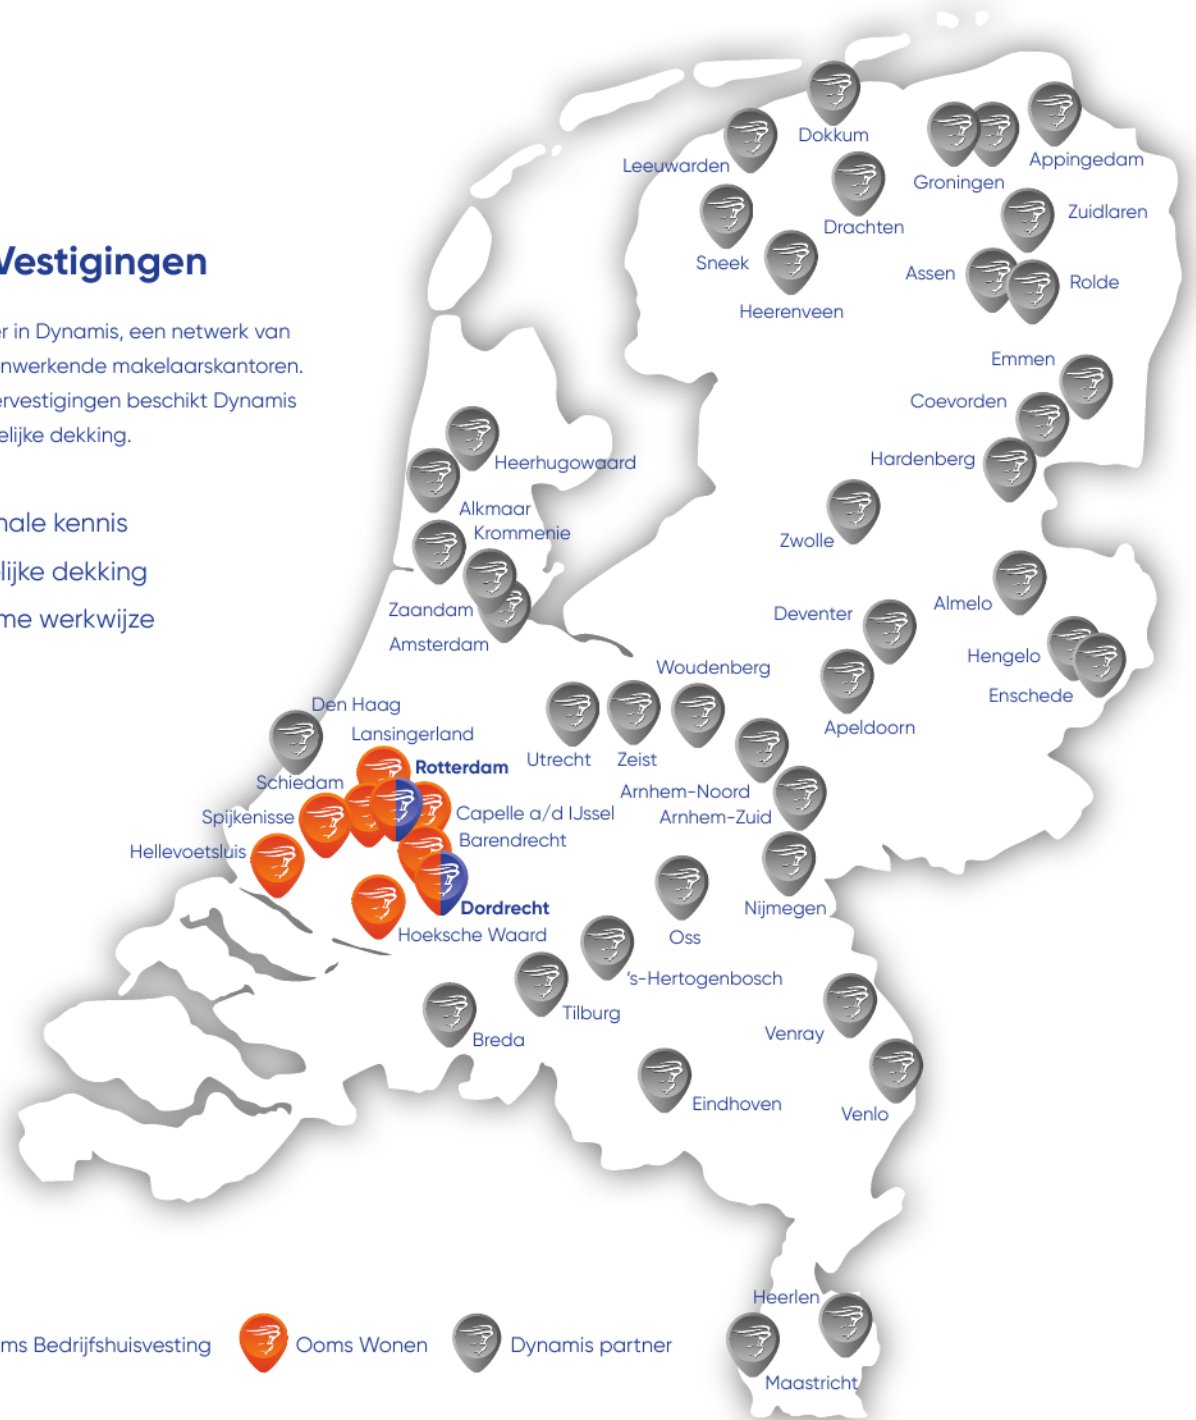 Dokkum
Leeuwarden
Appingedam
Groningen
Zuidlaren
Drachten
Vestigingen
Sneek
Assen
Rolde
Heerenveen
er in Dynamis, een netwerk van
nwerkende makelaarskantoren.
ervestigingen beschikt Dynamis
elijke dekking.
Emmen
Coevorden
Hardenberg
Heerhugowaard
Alkmaar
nale kennis
Krommenie
Zwolle
lijke dekking
Almelo
Zaandam
Deventer
me werkwijze
Amsterdam
Hengelo
Woudenberg
Enschede
Den Haag
Apeldoorn
Lansingerland
Utrecht
Zeist
Rotterdam
Schiedam
Arnhem-Noord
Spijkenisse
Capelle a/d IJssel
Arnhem-Zuid
Barendrecht
Hellevoetsluis
Dordrecht
Nijmegen
Hoeksche Waard
Oss
's-Hertogenbosch
Tilburg
Venray
Breda
Eindhoven
Venlo
Heerlen
ms Bedrijfshuisvesting
Ooms Wonen
Dynamis partner
Maastricht